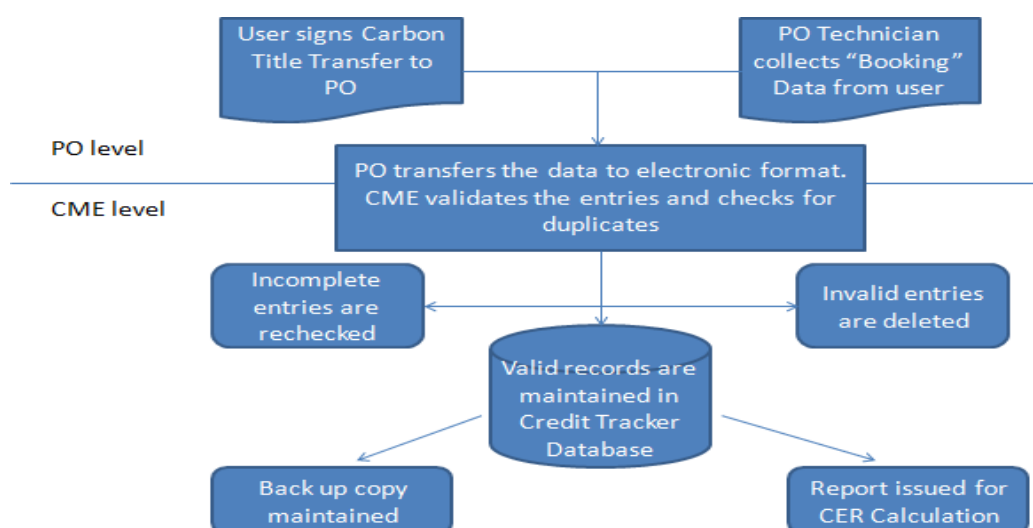 User signs Carbon
Title Transfer to
PO
PO Technician
collects “Booking”
Data from user
PO level
PO transfers the data to electronic format.
CME validates the entries and checks for
duplicates
CME level
Incomplete
entries are
rechecked
Invalid entries
are deleted
Valid records are
maintained in
Credit Tracker
Database
Back up copy
maintained
Report issued for
CER Calculation